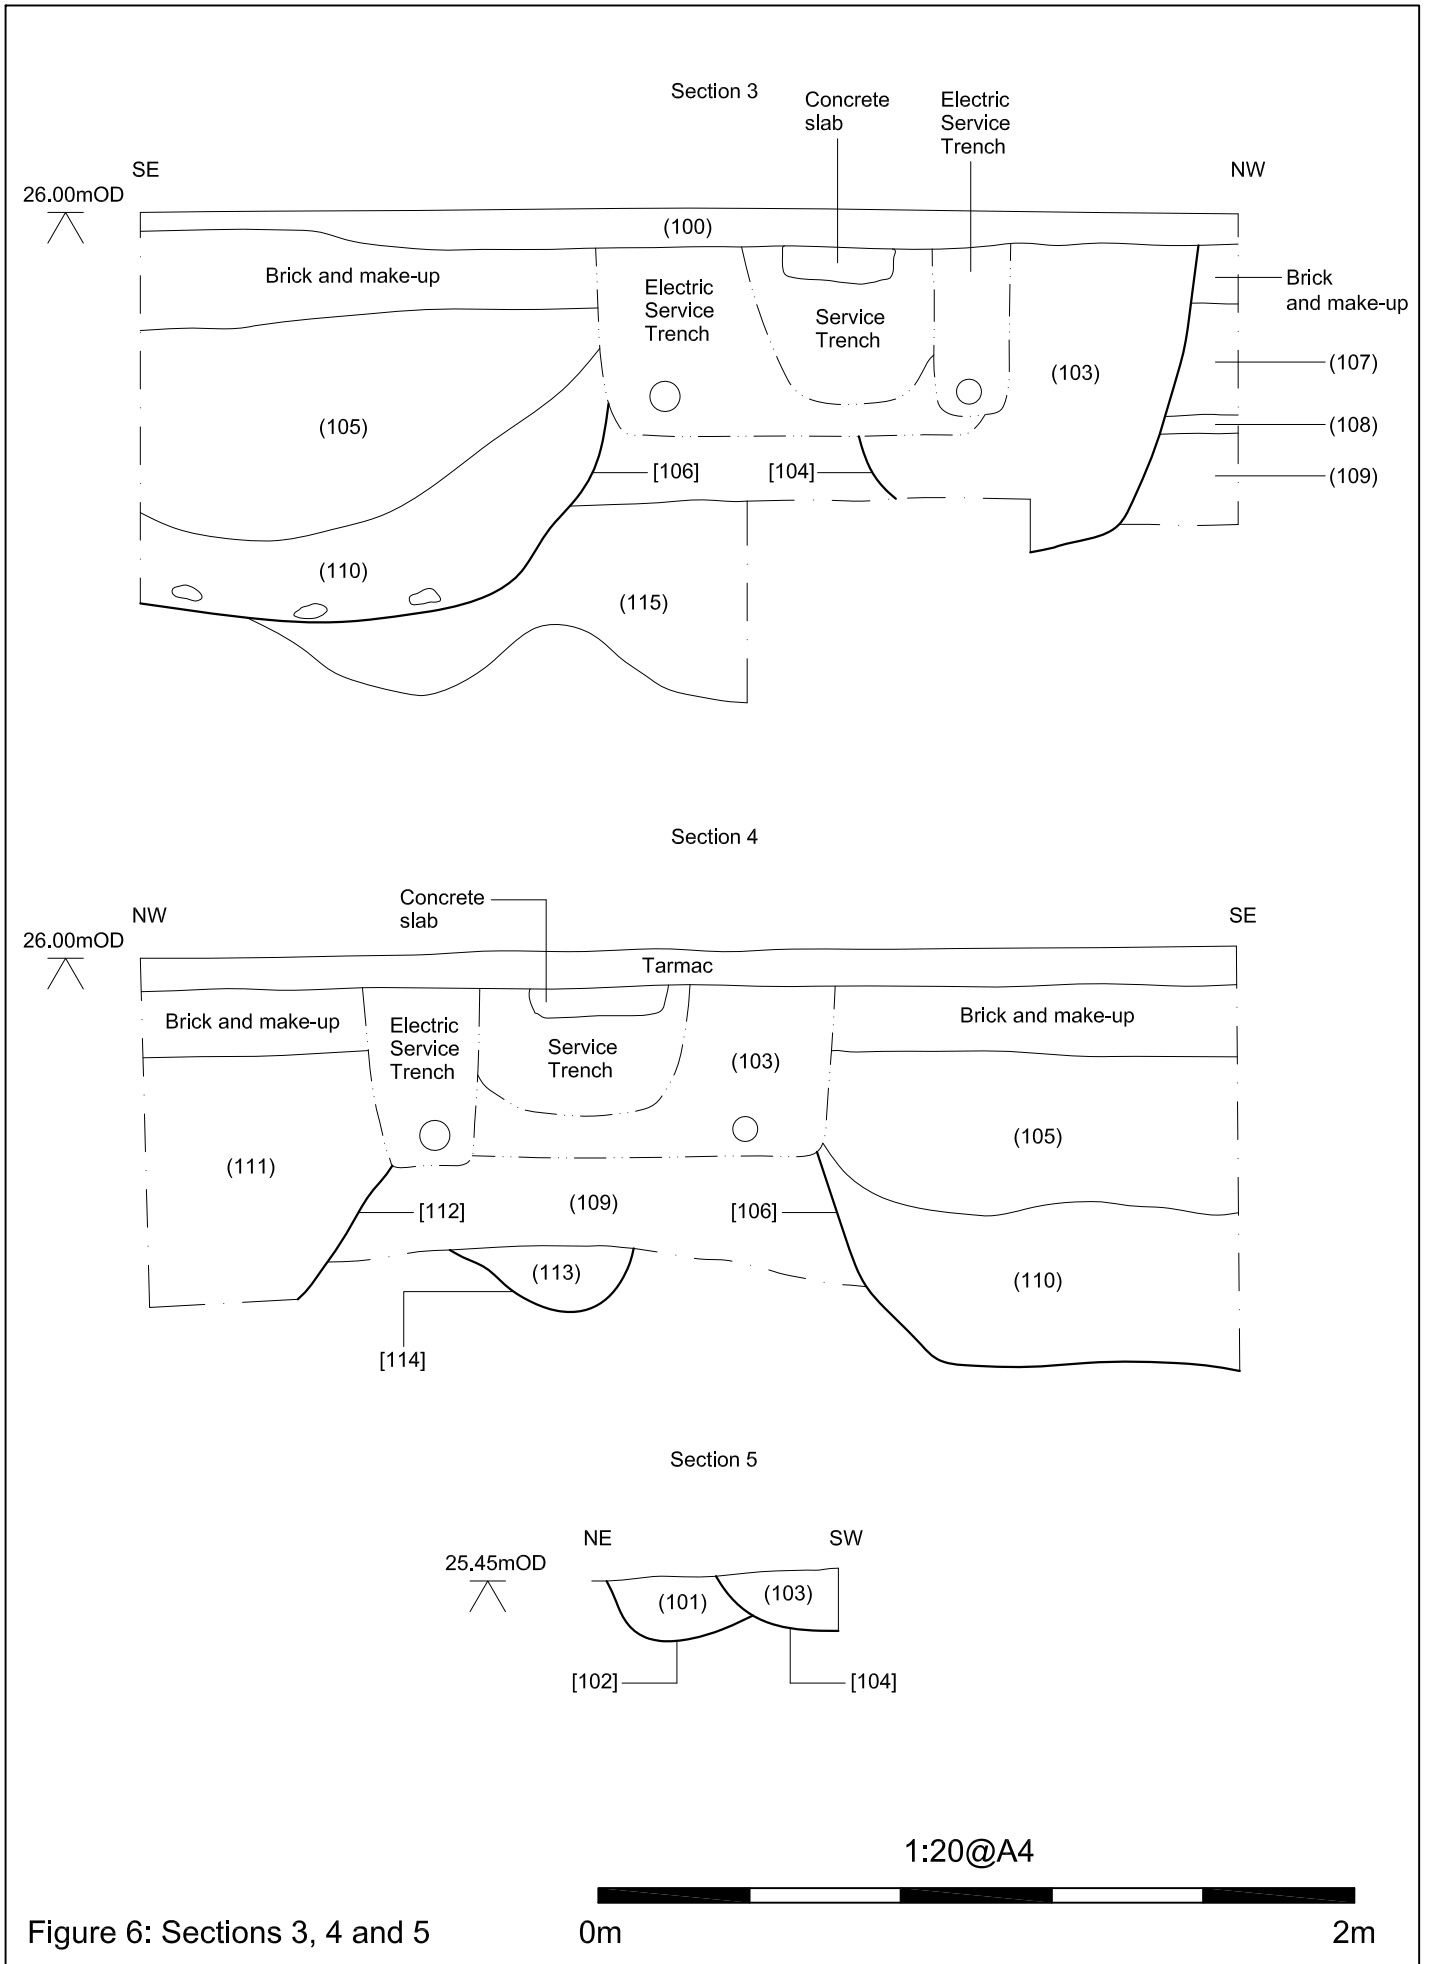 Section 3
Concrete
slab
Electric
Service
Trench
SE
NW
26.00mOD
(100)
Brick and make-up
Electric
Service
Trench
Service
Trench
Brick
and make-up
(103)
(107)
(105)
(108)
[106]
[104]
(109)
(110)
(115)
Section 4
Concrete
slab
NW
SE
26.00mOD
Tarmac
Brick and make-up
Electric
Service
Trench
Service
Trench
(103)
Brick and make-up
(105)
(111)
[112]
(109)
[106]
(113)
(110)
[114]
Section 5
NE
SW
25.45mOD
(101)
(103)
[102]
[104]
1:20@A4
Figure 6: Sections 3, 4 and 5
0m
2m